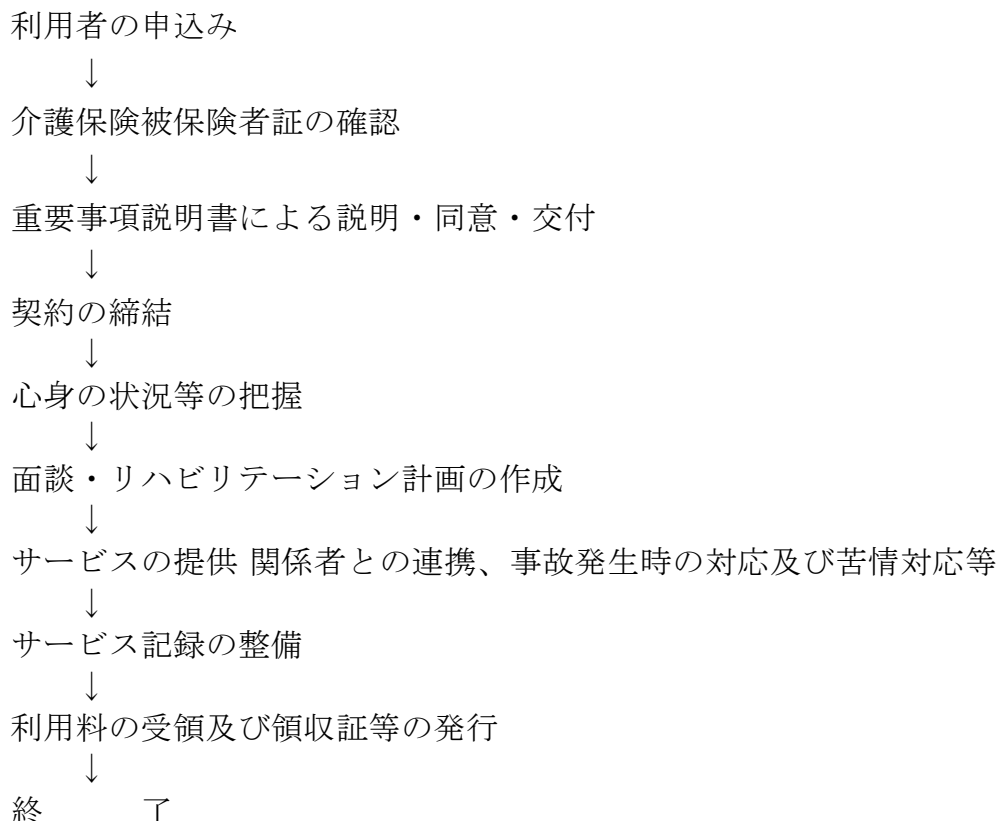 利用者の申込み
↓
介護保険被保険者証の確認
↓
重要事項説明書による説明・同意・交付
↓
契約の締結
↓
心身の状況等の把握
↓
面談・リハビリテーション計画の作成
↓
サービスの提供 関係者との連携、事故発生時の対応及び苦情対応等
↓
サービス記録の整備
↓
利用料の受領及び領収証等の発行
↓
終　　　了